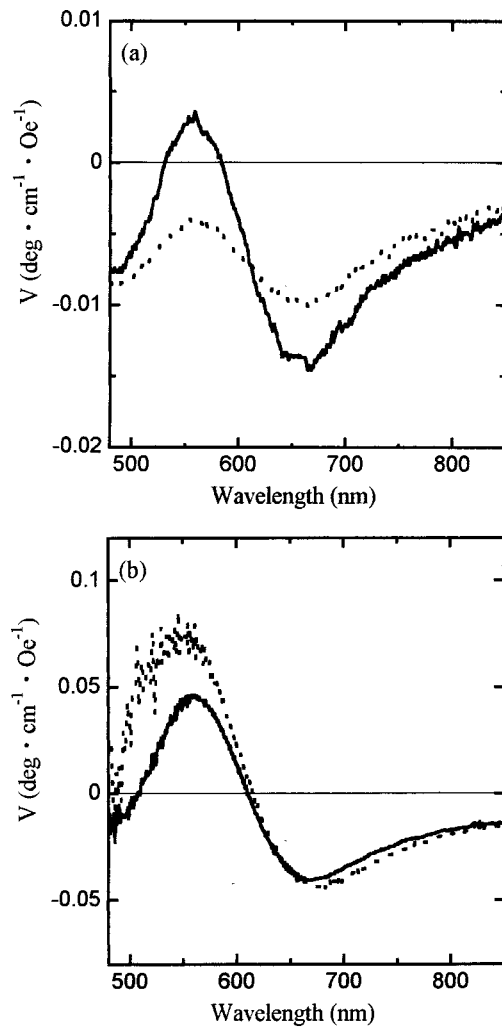 (a)
0.01
0
-0.01
-0.02
V (deg · cm⁻¹ · Oe⁻¹)
500 600 700 800
Wavelength (nm)
(b)
0.1
0.05
0
-0.05
V (deg · cm⁻¹ · Oe⁻¹)
500 600 700 800
Wavelength (nm)